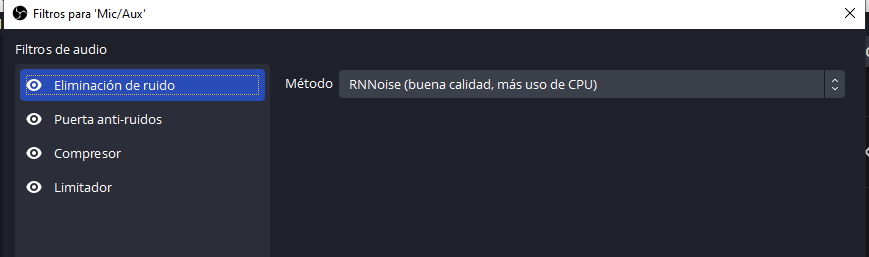 Filtros para 'Mic/Aux'
Filtros de audio
Eliminación de ruido
Método
RNNoise (buena calidad, más uso de CPU)
Puerta anti-ruidos
Compresor
Limitador